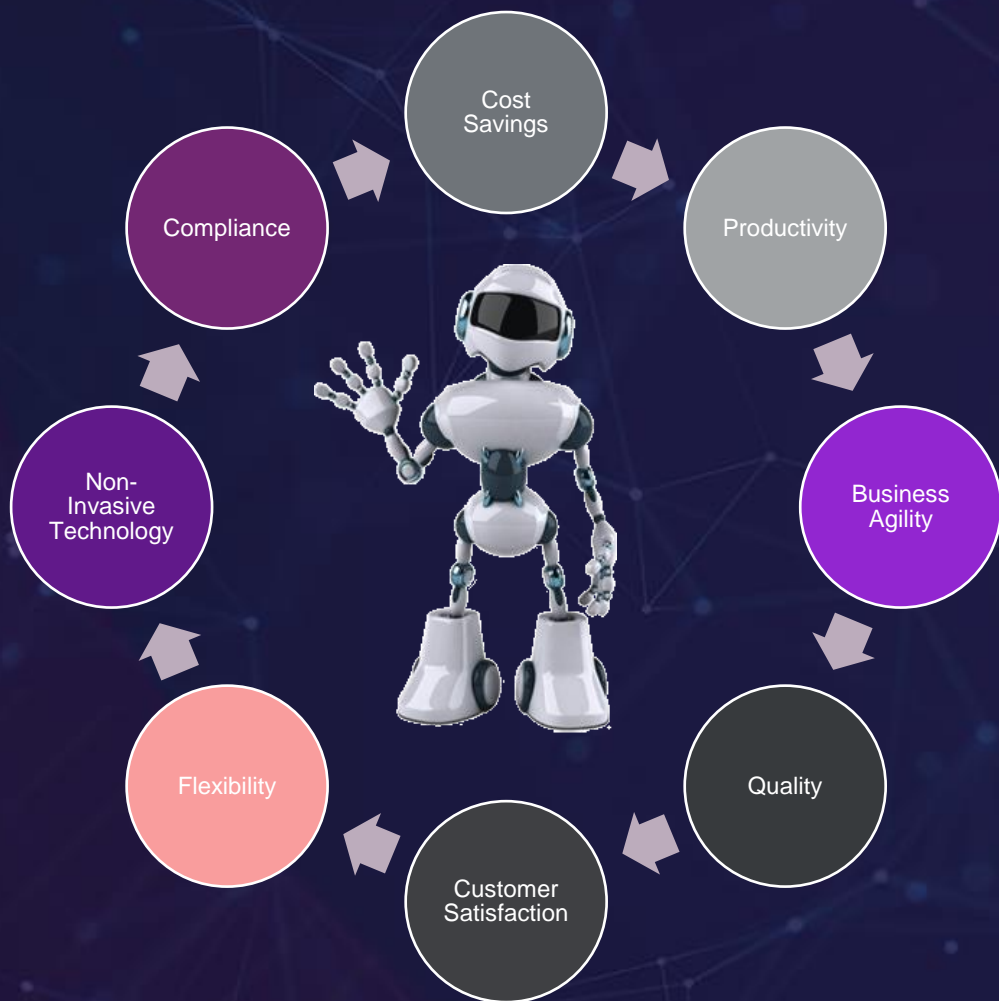 Cost
Savings
Productivity
Business
Agility
Quality
Customer
Satisfaction
Flexibility
Non-
Invasive
Technology
Compliance